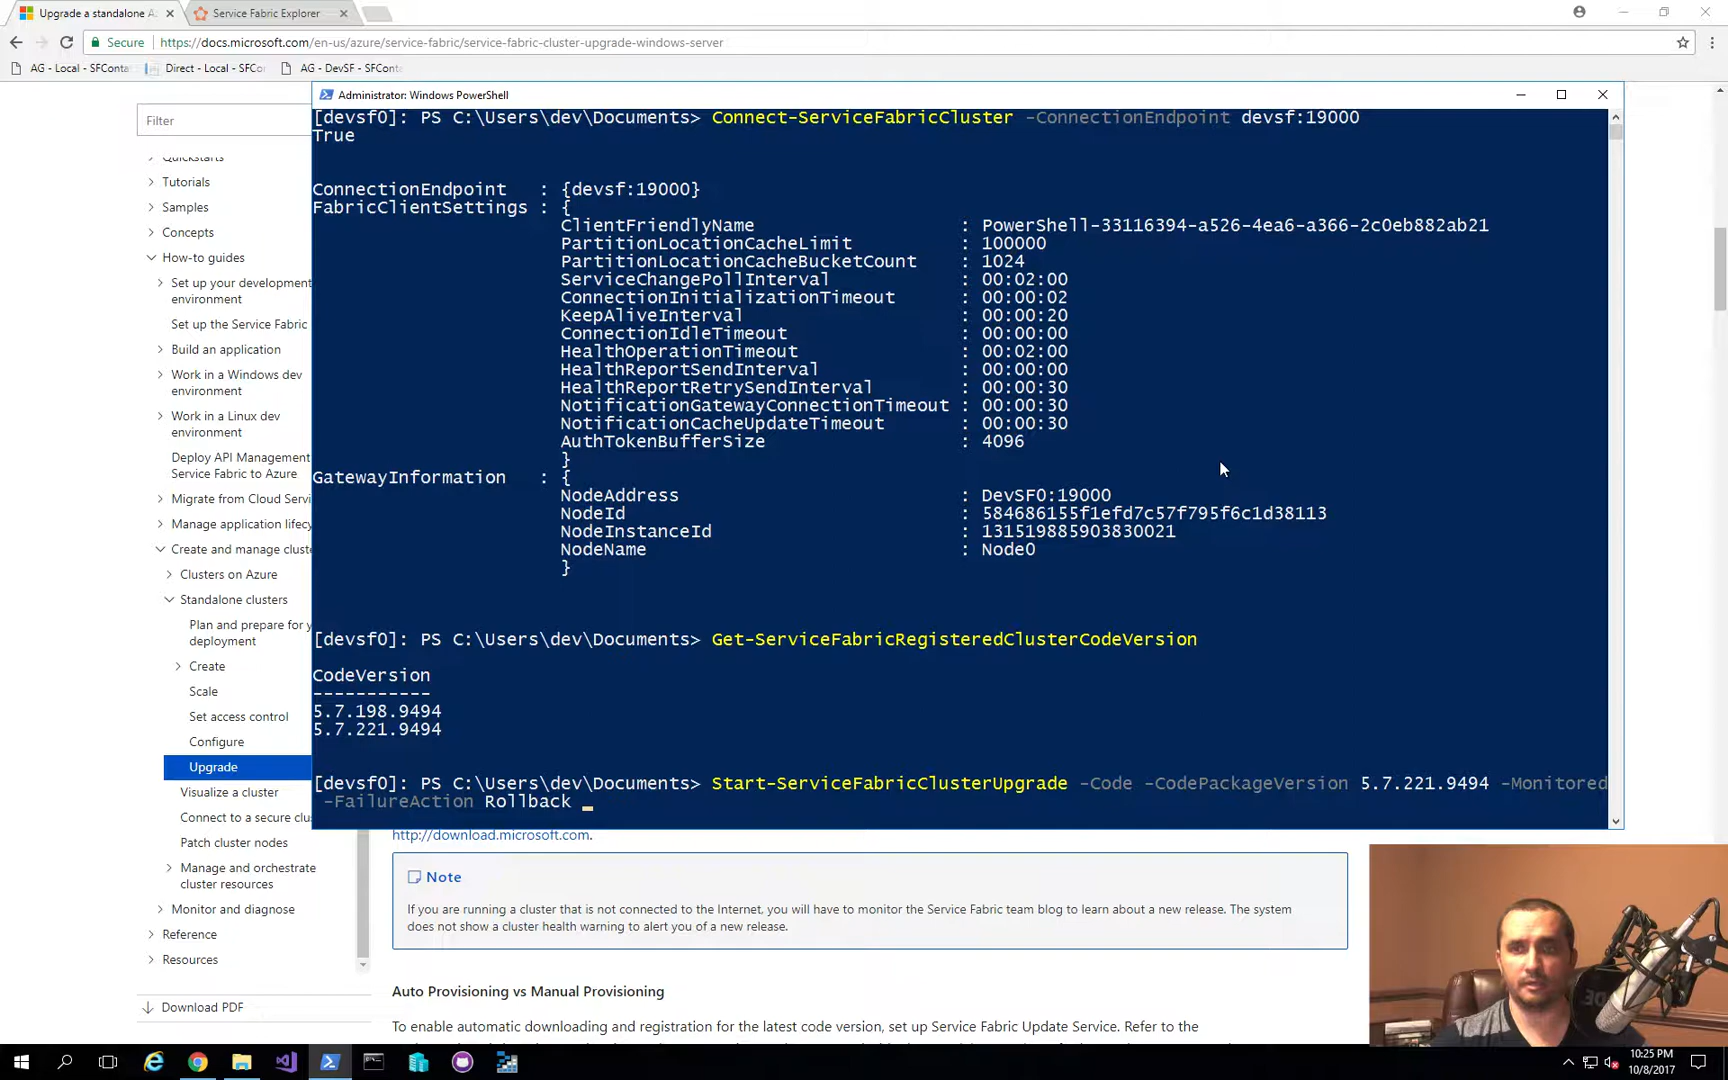 Upgrade a standalone A
Service Fabric Explorer
Secure
https://docs.microsoft.com/en-us/azure/service-fabric/service-fabric-cluster-upgrade-windows-server
AG - Local - SFConta
Direct - Local - SFCo
AG - DevSF - SFConte
Administrator: Windows PowerShell
[devsf0]: PS C:\Users\dev\Documents> Connect-ServiceFabricCluster -ConnectionEndpoint devsf:19000
True
ConnectionEndpoint : {devsf:19000}
FabricClientSettings : {
ClientFriendlyName : PowerShell-33116394-a526-4ea6-a366-2c0eb882ab21
PartitionLocationCacheLimit : 100000
PartitionLocationCacheBucketCount : 1024
ServiceChangePollInterval : 00:02:00
ConnectionInitializationTimeout : 00:00:02
KeepAliveInterval : 00:00:20
ConnectionIdleTimeout : 00:00:00
HealthOperationTimeout : 00:02:00
HealthReportSendInterval : 00:00:00
HealthReportRetrySendInterval : 00:00:30
NotificationGatewayConnectionTimeout : 00:00:30
NotificationCacheUpdateTimeout : 00:00:30
AuthTokenBufferSize : 4096
}
GatewayInformation : {
NodeAddress : DevSF0:19000
NodeId : 584686155f1efd7c57f795f6c1d38113
NodeInstanceId : 131519885903830021
NodeName : Node0
}
[devsf0]: PS C:\Users\dev\Documents> Get-ServiceFabricRegisteredClusterCodeVersion
CodeVersion
-----------
5.7.198.9494
5.7.221.9494
[devsf0]: PS C:\Users\dev\Documents> Start-ServiceFabricClusterUpgrade -Code -CodePackageVersion 5.7.221.9494 -Monitored
-FailureAction Rollback _
Filter
Quickstarts
Tutorials
Samples
Concepts
How-to guides
Set up your development
environment
Set up the Service Fabric
Build an application
Work in a Windows dev
environment
Work in a Linux dev
environment
Deploy API Management
Service Fabric to Azure
Migrate from Cloud Servi
Manage application lifecy
Create and manage cluste
Clusters on Azure
Standalone clusters
Plan and prepare for y
deployment
Create
Scale
Set access control
Configure
Upgrade
Visualize a cluster
Connect to a secure clu
Patch cluster nodes
Manage and orchestrate
cluster resources
Monitor and diagnose
Reference
Resources
Download PDF
http://download.microsoft.com.
Note
If you are running a cluster that is not connected to the Internet, you will have to monitor the Service Fabric team blog to learn about a new release. The system
does not show a cluster health warning to alert you of a new release.
Auto Provisioning vs Manual Provisioning
To enable automatic downloading and registration for the latest code version, set up Service Fabric Update Service. Refer to the
10:25 PM
10/8/2017